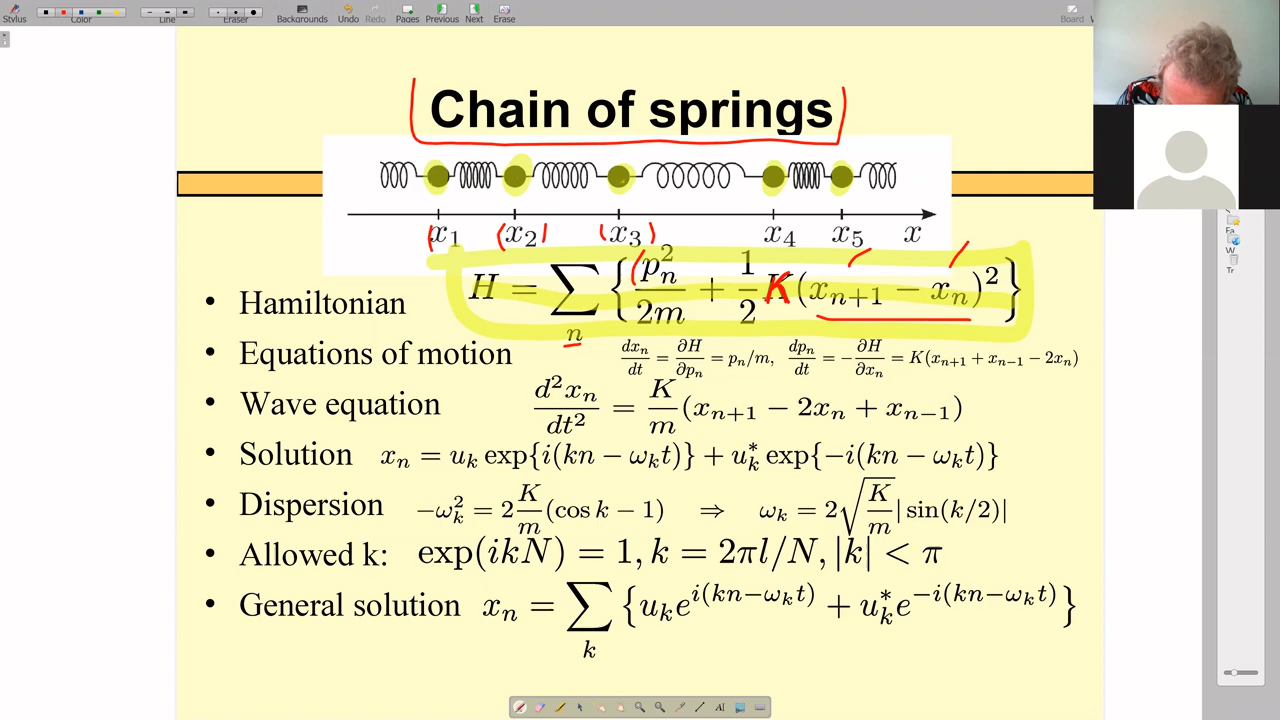 Stylus Color Line Eraser Backgrounds Undo Redo Pages Previous Next Erase Board
Chain of springs
x₁ x₂ x₃ x₄ x₅ x
• Hamiltonian H = ∑ₙ { pₙ²/2m + 1/2 K(xₙ₊₁ − xₙ)² }
• Equations of motion dxₙ/dt = ∂H/∂pₙ = pₙ/m, dpₙ/dt = −∂H/∂xₙ = K(xₙ₊₁ + xₙ₋₁ − 2xₙ)
• Wave equation d²xₙ/dt² = K/m (xₙ₊₁ − 2xₙ + xₙ₋₁)
• Solution xₙ = uₖ exp{i(kn − ωₖt)} + uₖ* exp{−i(kn − ωₖt)}
• Dispersion −ωₖ² = 2 K/m (cos k − 1) ⇒ ωₖ = 2√(K/m) | sin(k/2)|
• Allowed k: exp(ikN) = 1, k = 2πl/N, |k| < π
• General solution xₙ = ∑ₖ {uₖe^{i(kn−ωₖt)} + uₖ*e^{−i(kn−ωₖt)}}
Fa
W
Tr